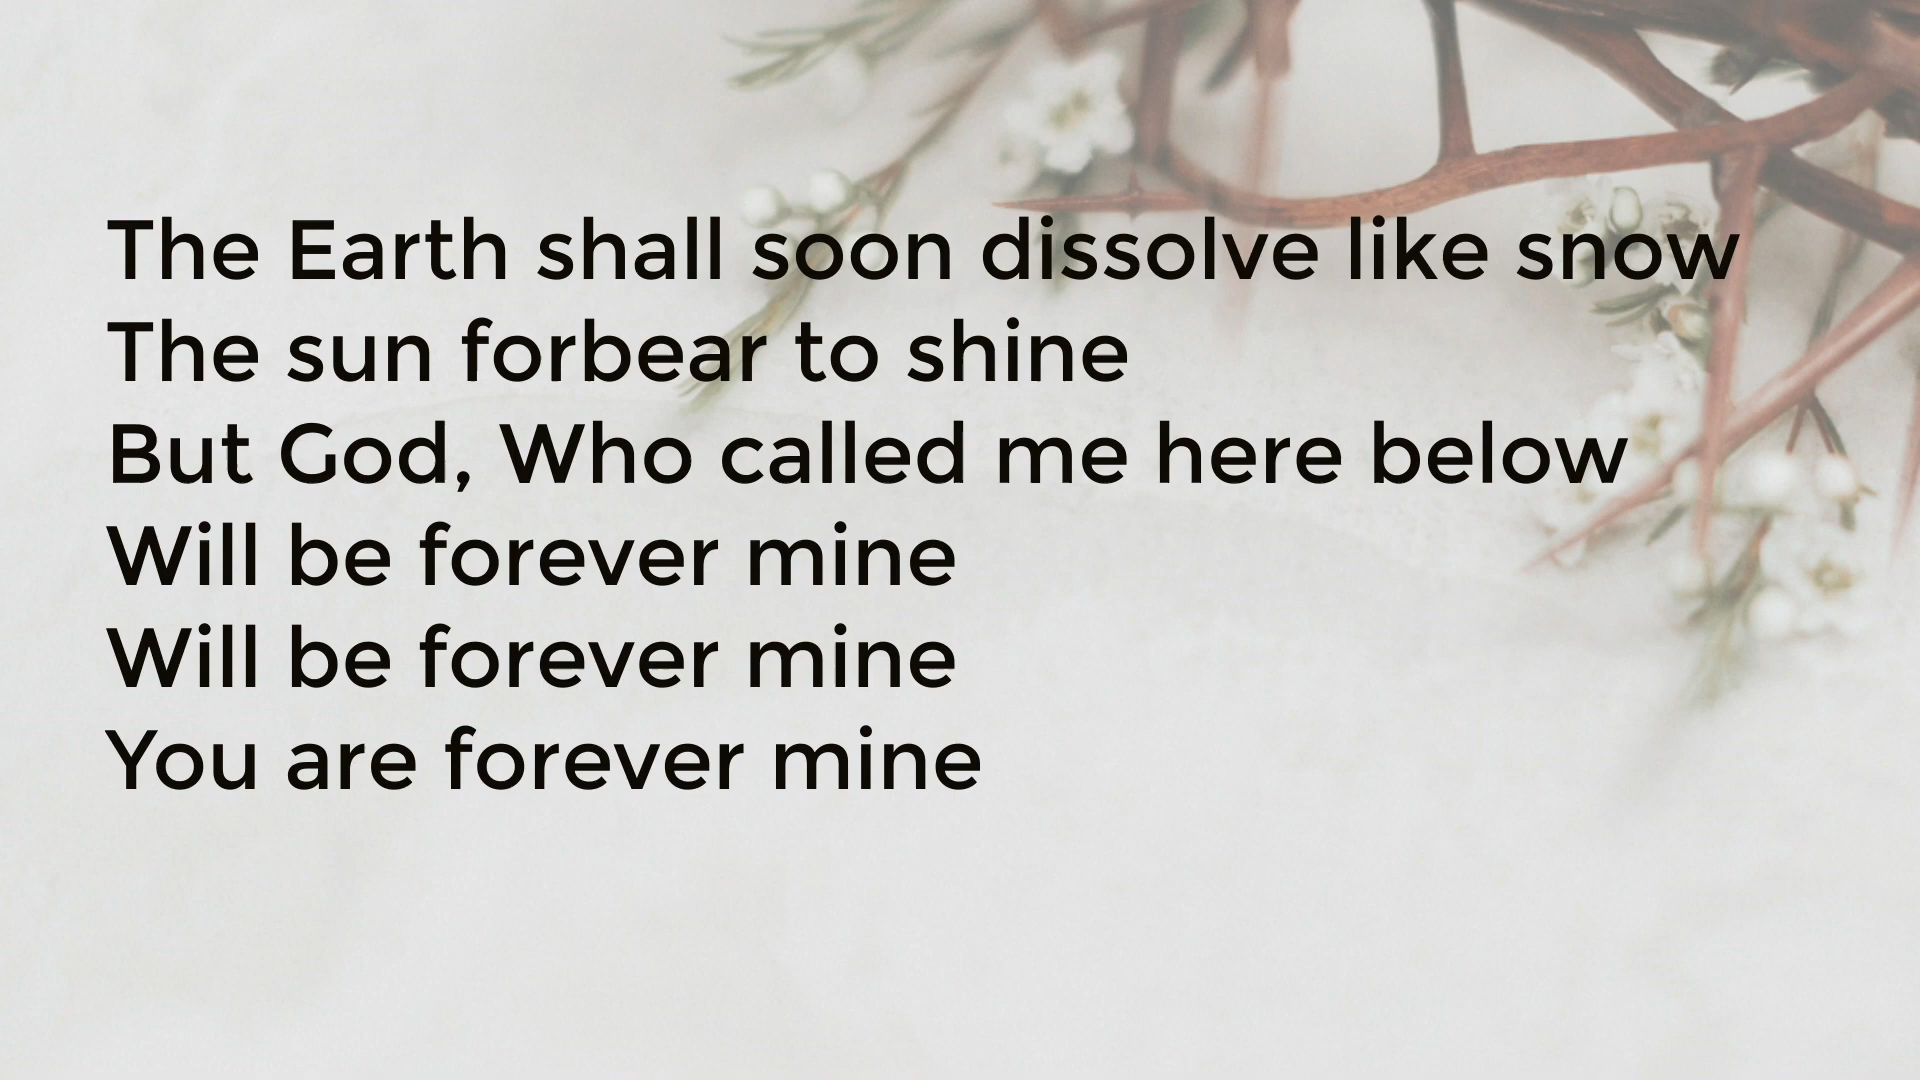 The Earth shall soon dissolve like snow
The sun forbear to shine
But God, Who called me here below
Will be forever mine
Will be forever mine
You are forever mine